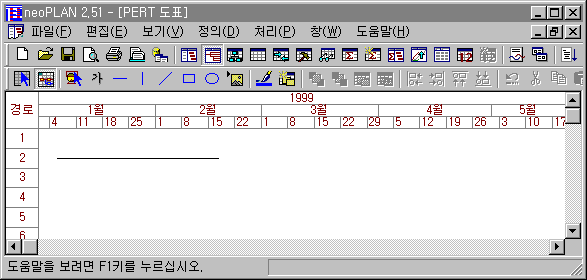 neoPLAN 2,51 - [PERT 도표]
파일(F) 편집(E) 보기(V) 정의(D) 처리(P) 창(W) 도움말(H)
12
가
경로 1999
1월 2월 3월 4월 5월
4 11 18 25 1 8 15 22 1 8 15 22 29 5 12 19 26 3 10 17
1
2
3
4
5
6
도움말을 보려면 F1키를 누르십시오.